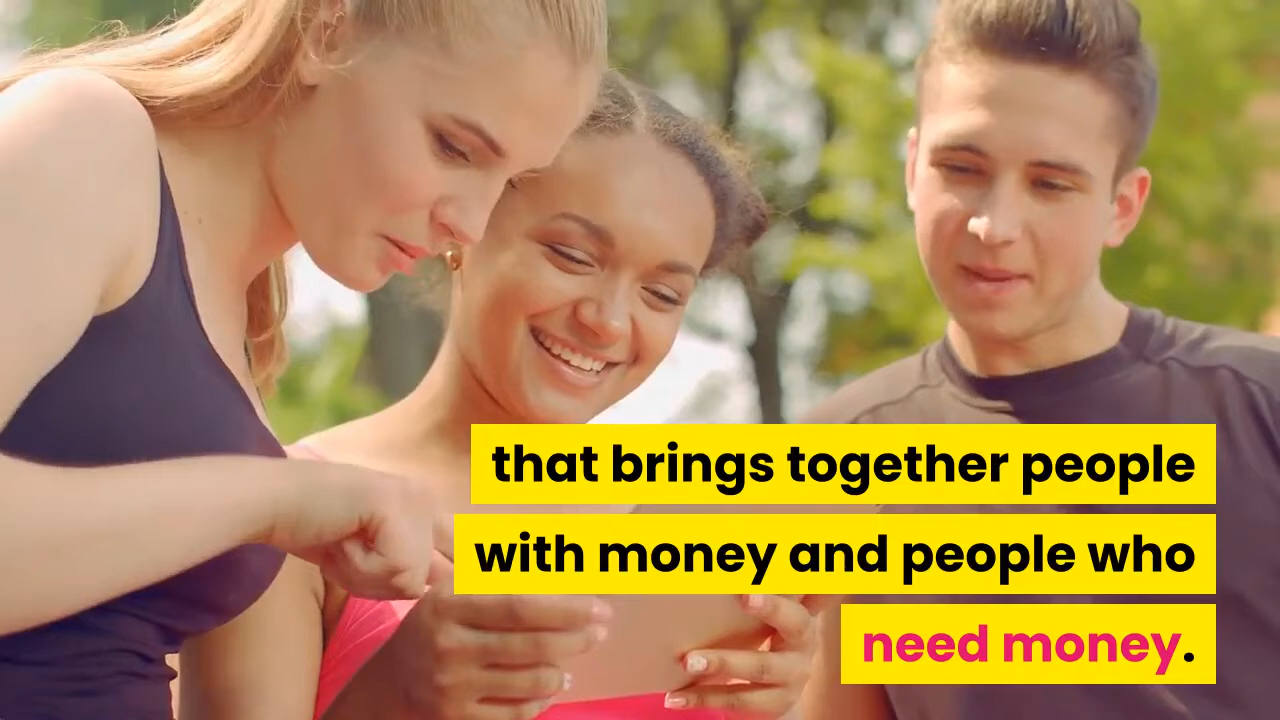 that brings together people
with money and people who
need money.